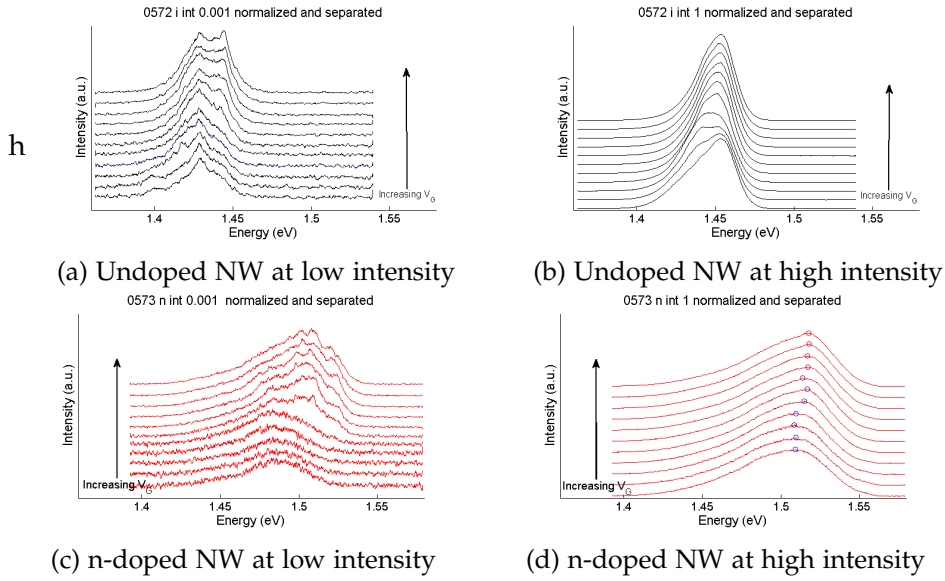 0572 i int 0.001 normalized and separated
Intensity (a.u.)
Increasing V_G
1.4 1.45 1.5 1.55
Energy (eV)
(a) Undoped NW at low intensity
0572 i int 1 normalized and separated
Intensity (a.u.)
Increasing V_G
1.4 1.45 1.5 1.55
Energy (eV)
(b) Undoped NW at high intensity
h
0573 n int 0.001 normalized and separated
Intensity (a.u.)
Increasing V_G
1.4 1.45 1.5 1.55
Energy (eV)
(c) n-doped NW at low intensity
0573 n int 1 normalized and separated
Intensity (a.u.)
Increasing V_G
1.4 1.45 1.5 1.55
Energy (eV)
(d) n-doped NW at high intensity